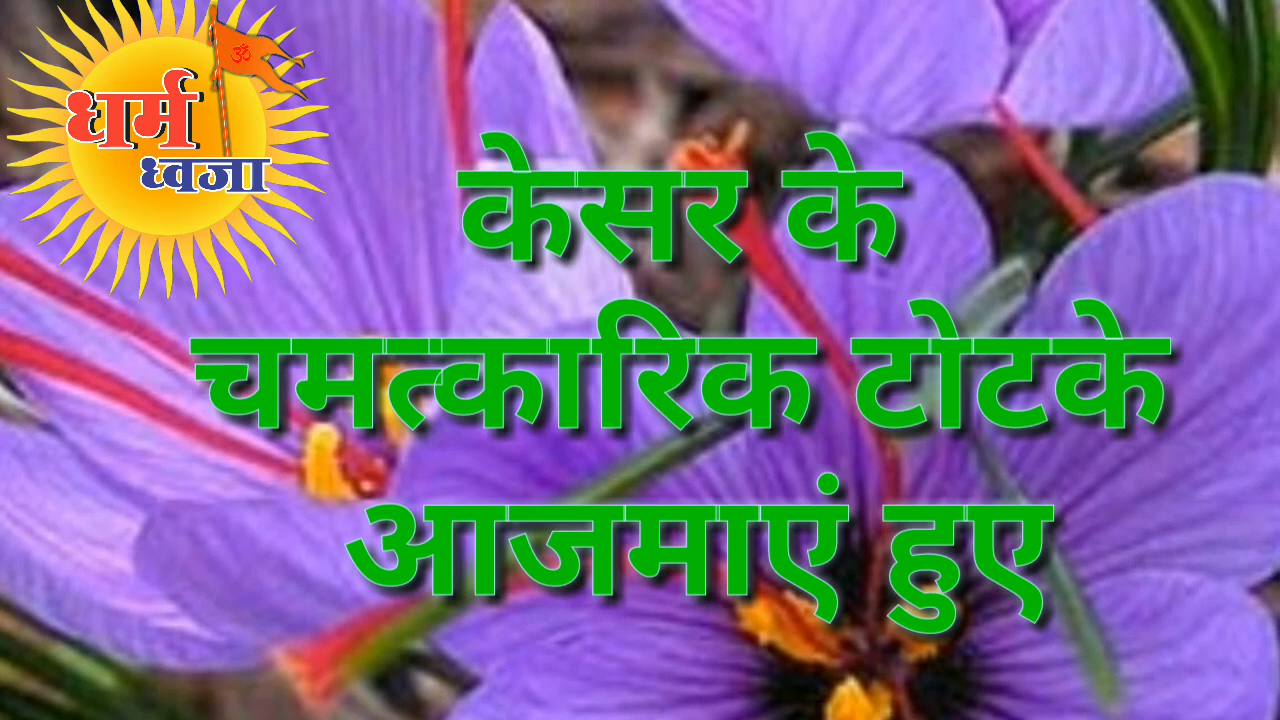 ॐ
धर्म
ध्वजा
केसर के
चमत्कारिक टोटके
आजमाएं हुए